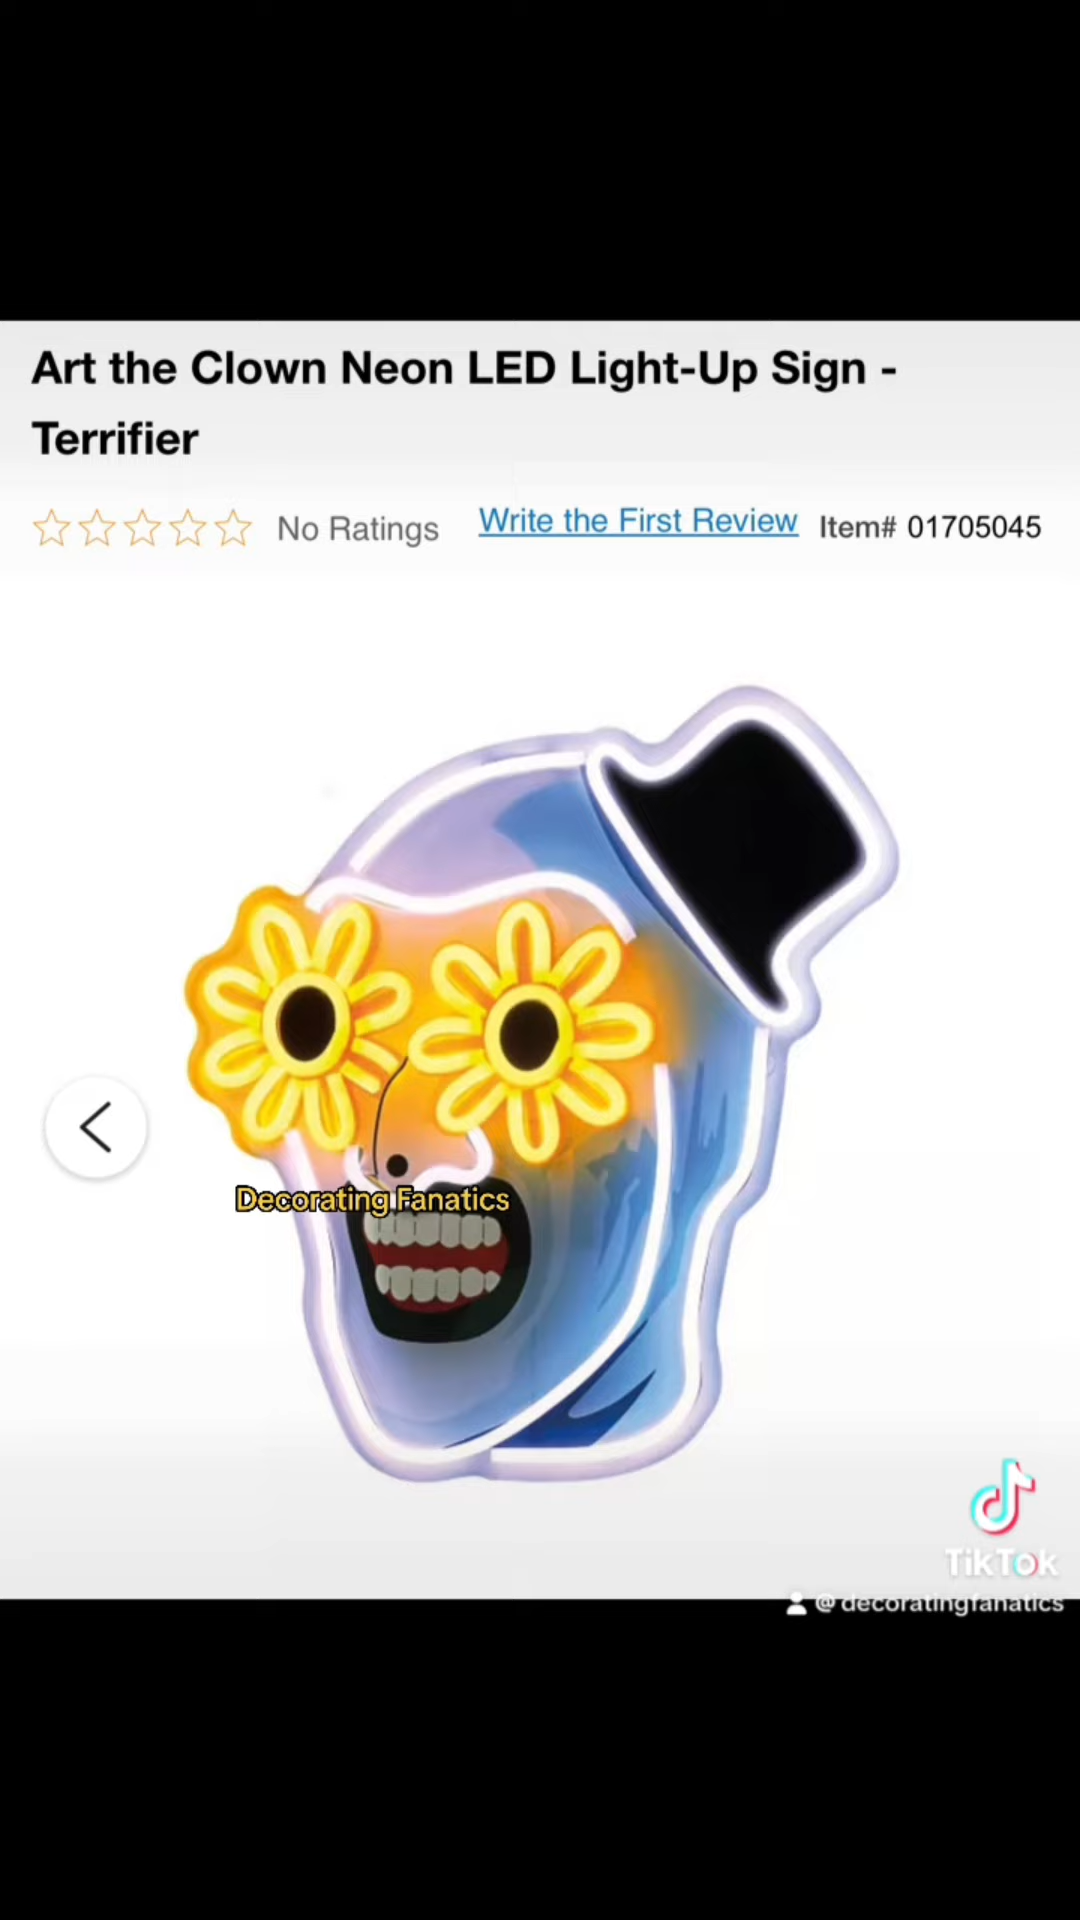 Art the Clown Neon LED Light-Up Sign -
Terrifier
No Ratings Write the First Review Item# 01705045
Decorating Fanatics
TikTok
@decoratingfanatics